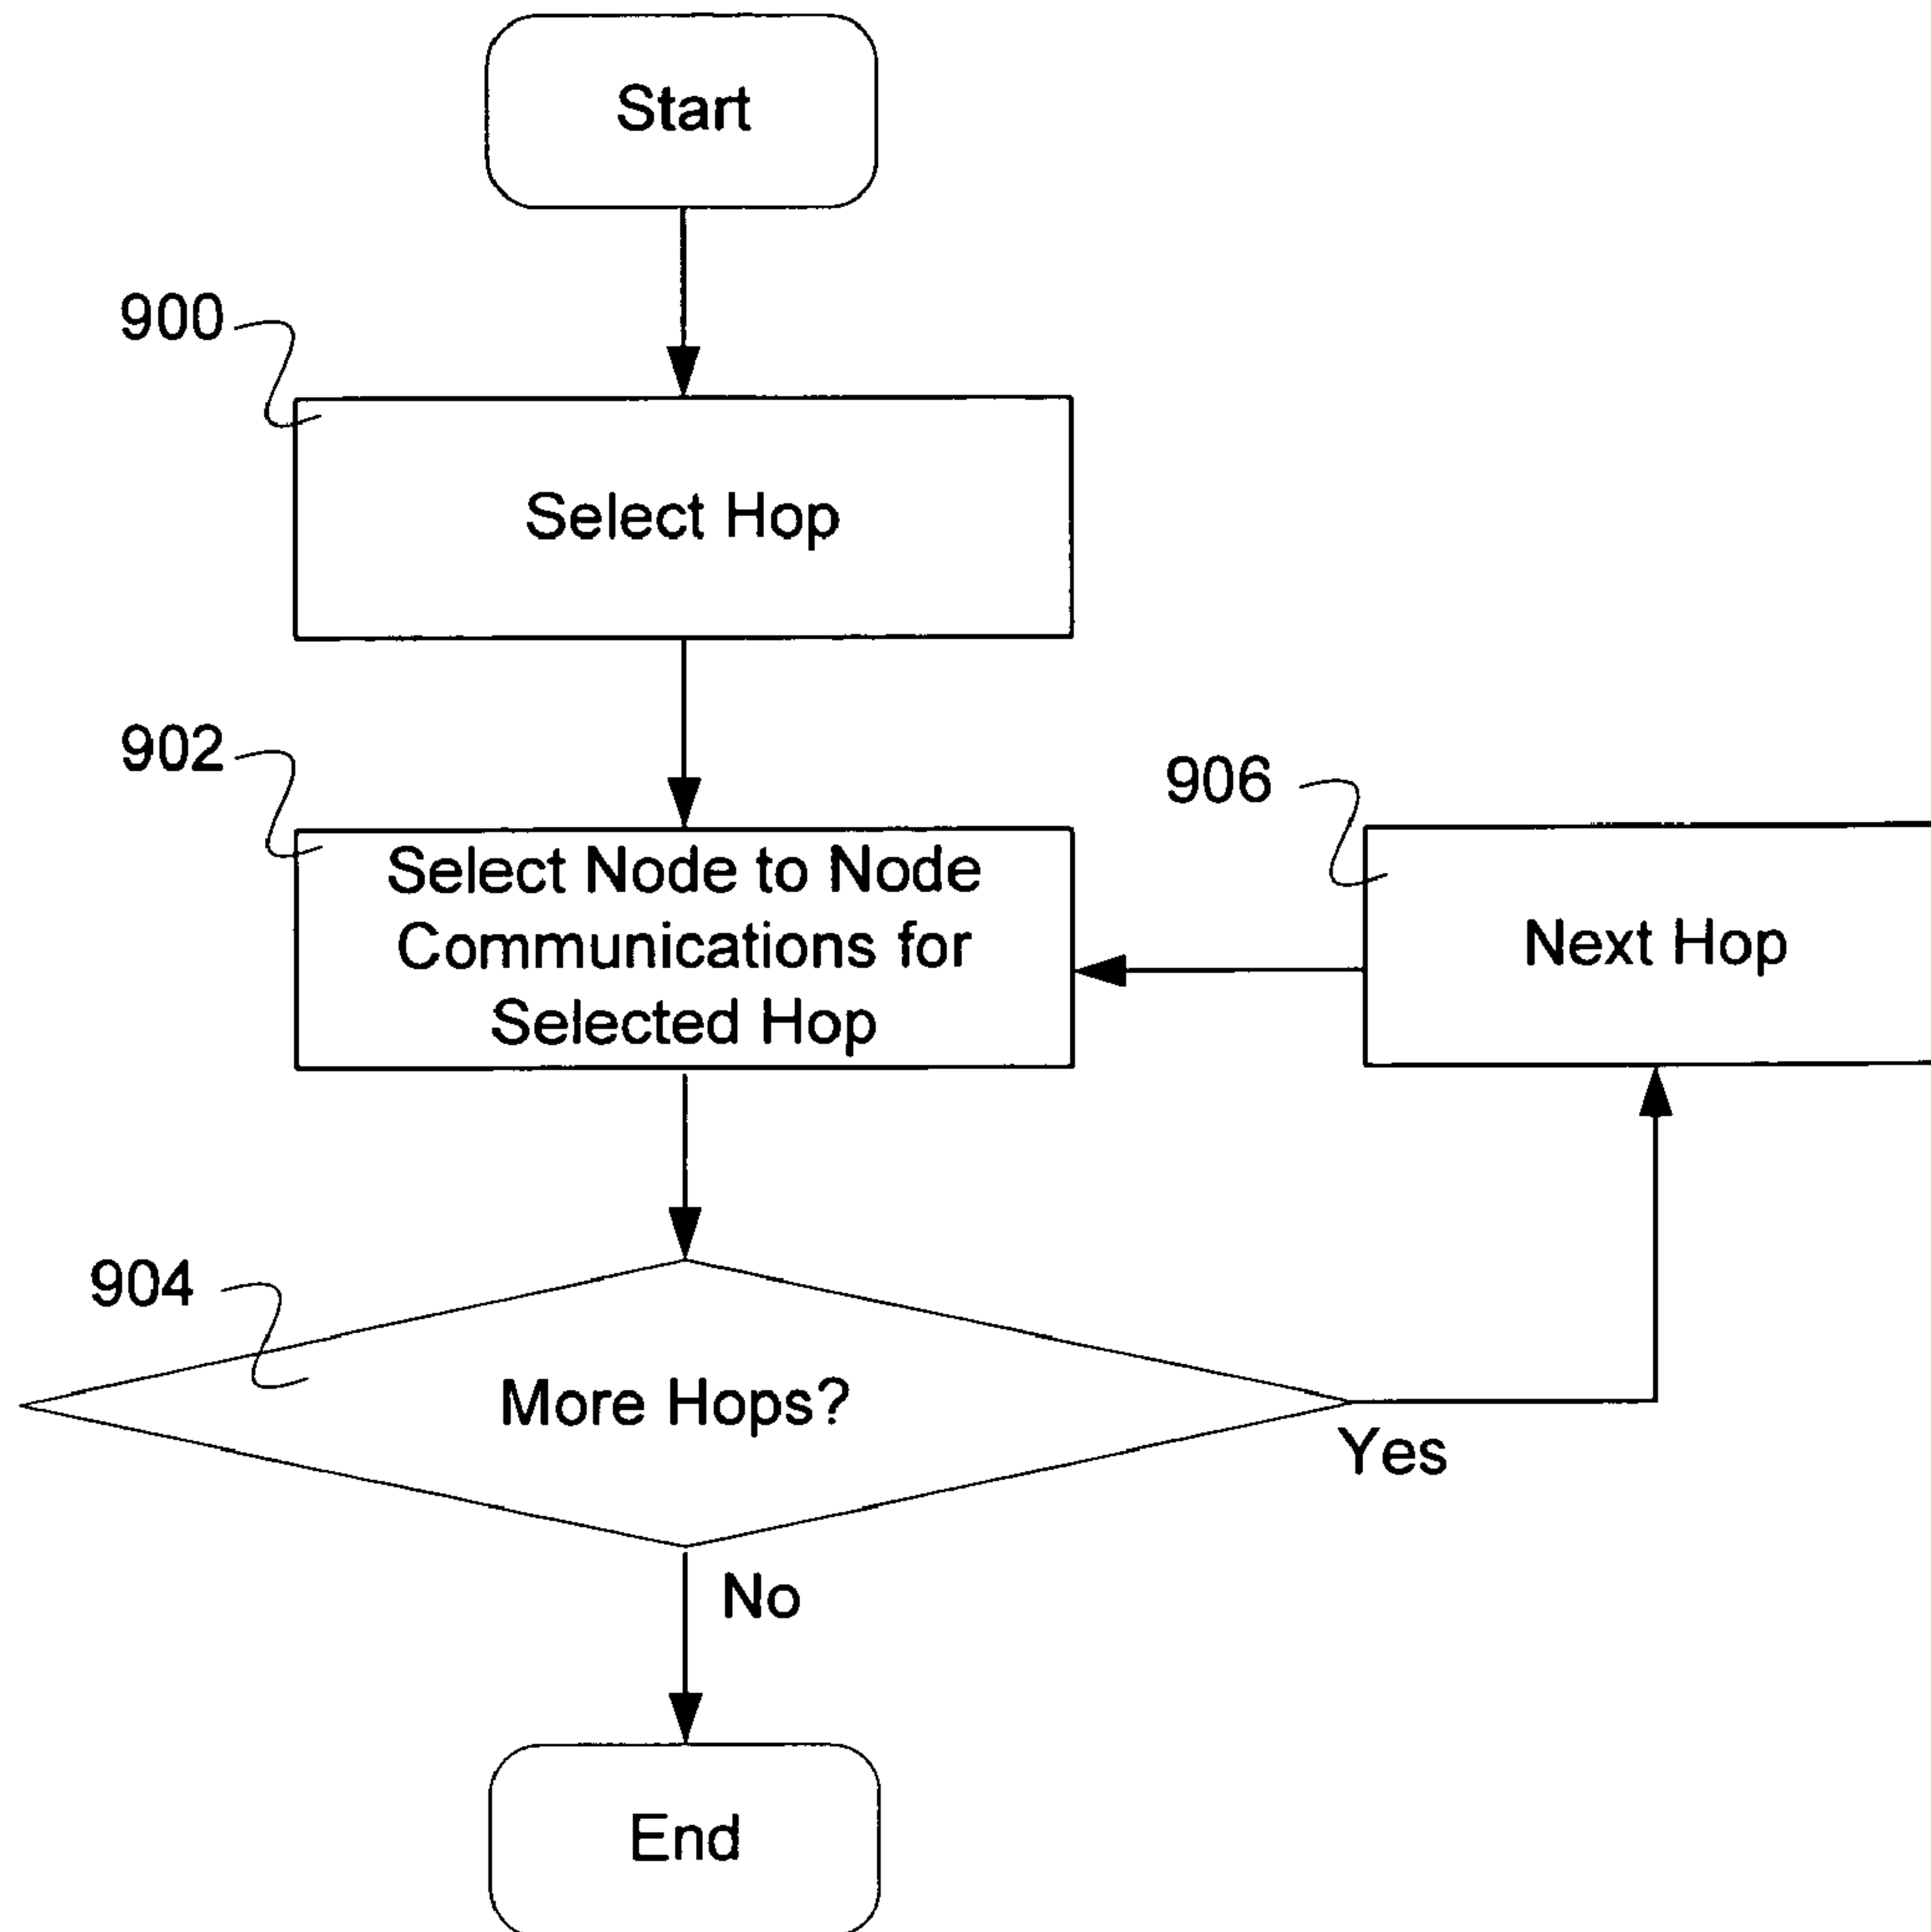 Start
900
Select Hop
902
Select Node to Node
Communications for
Selected Hop
906
Next Hop
904
More Hops?
Yes
No
End